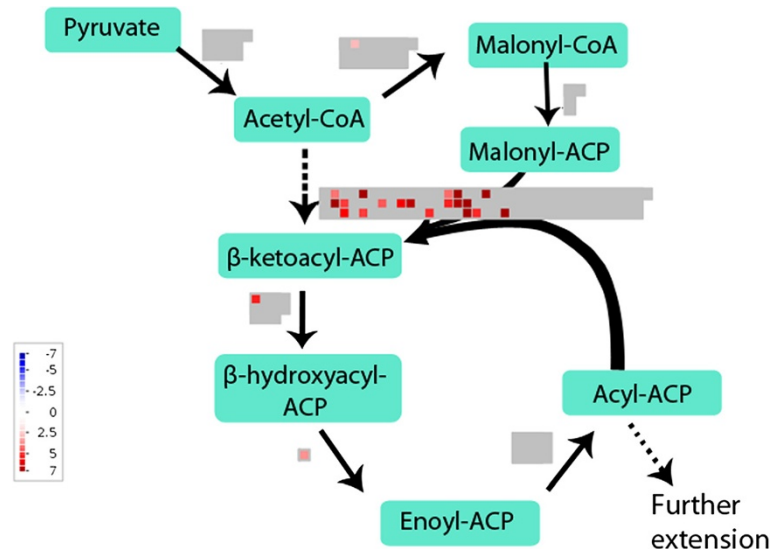 Pyruvate
Malonyl-CoA
Acetyl-CoA
Malonyl-ACP
β-ketoacyl-ACP
β-hydroxyacyl-
ACP
Acyl-ACP
Enoyl-ACP
Further
extension
-7
-5
-2.5
0
2.5
5
7